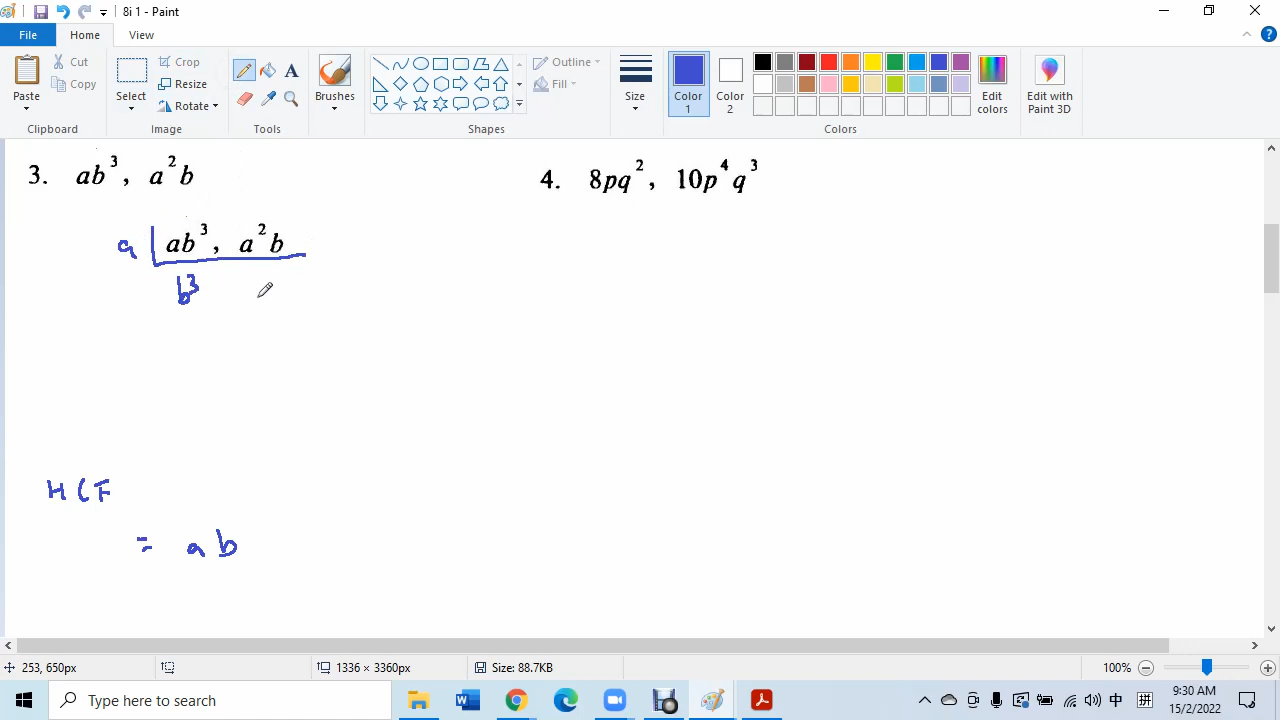 8i 1 - Paint
File Home View
Paste Cut Copy Clipboard
Select Crop Resize Rotate Image
Tools
Brushes
Outline Fill Shapes
Size
Color 1 Color 2 Edit colors Colors
Edit with Paint 3D
3. ab³, a²b
4. 8pq², 10p⁴q³
a ab³, a²b
b³
HCF
= ab
253, 650px 1336 × 3360px Size: 88.7KB 100%
Type here to search
中 拼 9:30 AM
15/2/2022